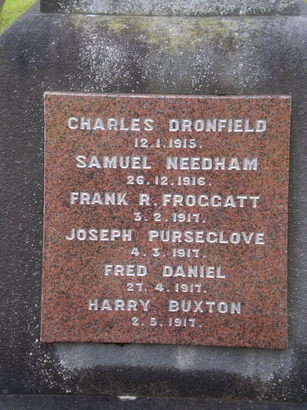 CHARLES DRONFIELD
12.1.1915.
SAMUEL NEEDHAM
26.12.1916.
FRANK R. FROGGATT
3.2.1917.
JOSEPH PURSEGLOVE
4.3.1917.
FRED DANIEL
27.4.1917.
HARRY BUXTON
2.5.1917.